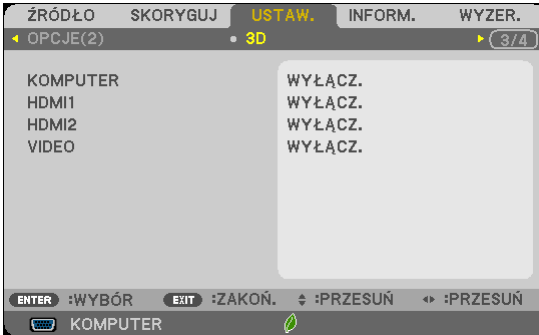 ŹRÓDŁO SKORYGUJ USTAW. INFORM. WYZER.
OPCJE(2) • 3D 3/4
KOMPUTER WYŁĄCZ.
HDMI1 WYŁĄCZ.
HDMI2 WYŁĄCZ.
VIDEO WYŁĄCZ.
ENTER :WYBÓR EXIT :ZAKOŃ. :PRZESUŃ :PRZESUŃ
KOMPUTER